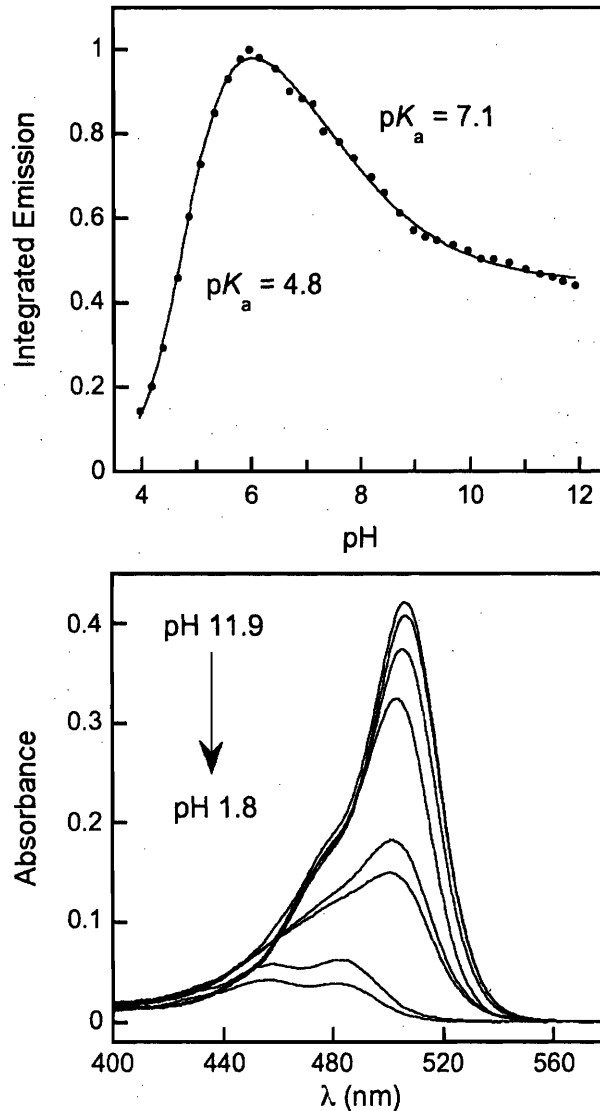 1
0.8
0.6
0.4
0.2
0
Integrated Emission
pKa = 7.1
pKa = 4.8
4 6 8 10 12
pH
0.4
0.3
0.2
0.1
0
Absorbance
pH 11.9
pH 1.8
400 440 480 520 560
λ (nm)